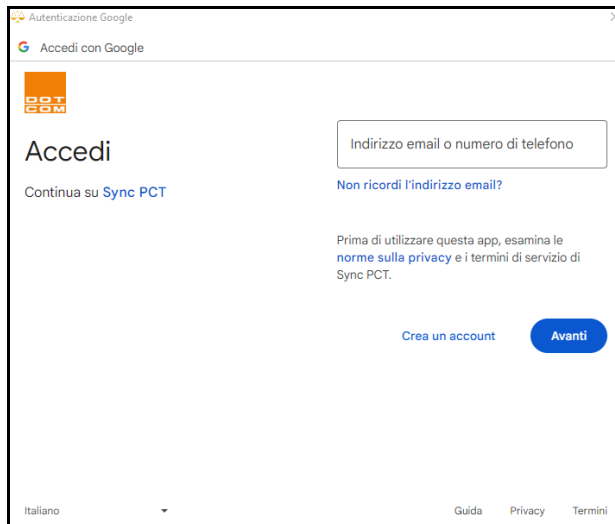 Autenticazione Google
Accedi con Google
DOT
COM
Accedi
Continua su Sync PCT
Indirizzo email o numero di telefono
Non ricordi l'indirizzo email?
Prima di utilizzare questa app, esamina le
norme sulla privacy e i termini di servizio di
Sync PCT.
Crea un account
Avanti
Italiano
Guida
Privacy
Termini